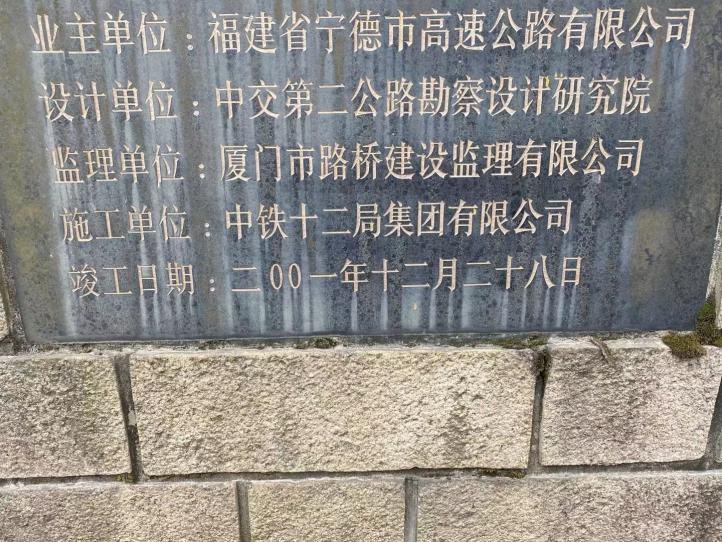 业主单位：福建省宁德市高速公路有限公司
设计单位：中交第二公路勘察设计研究院
监理单位：厦门市路桥建设监理有限公司
施工单位：中铁十二局集团有限公司
竣工日期：二00一年十二月二十八日